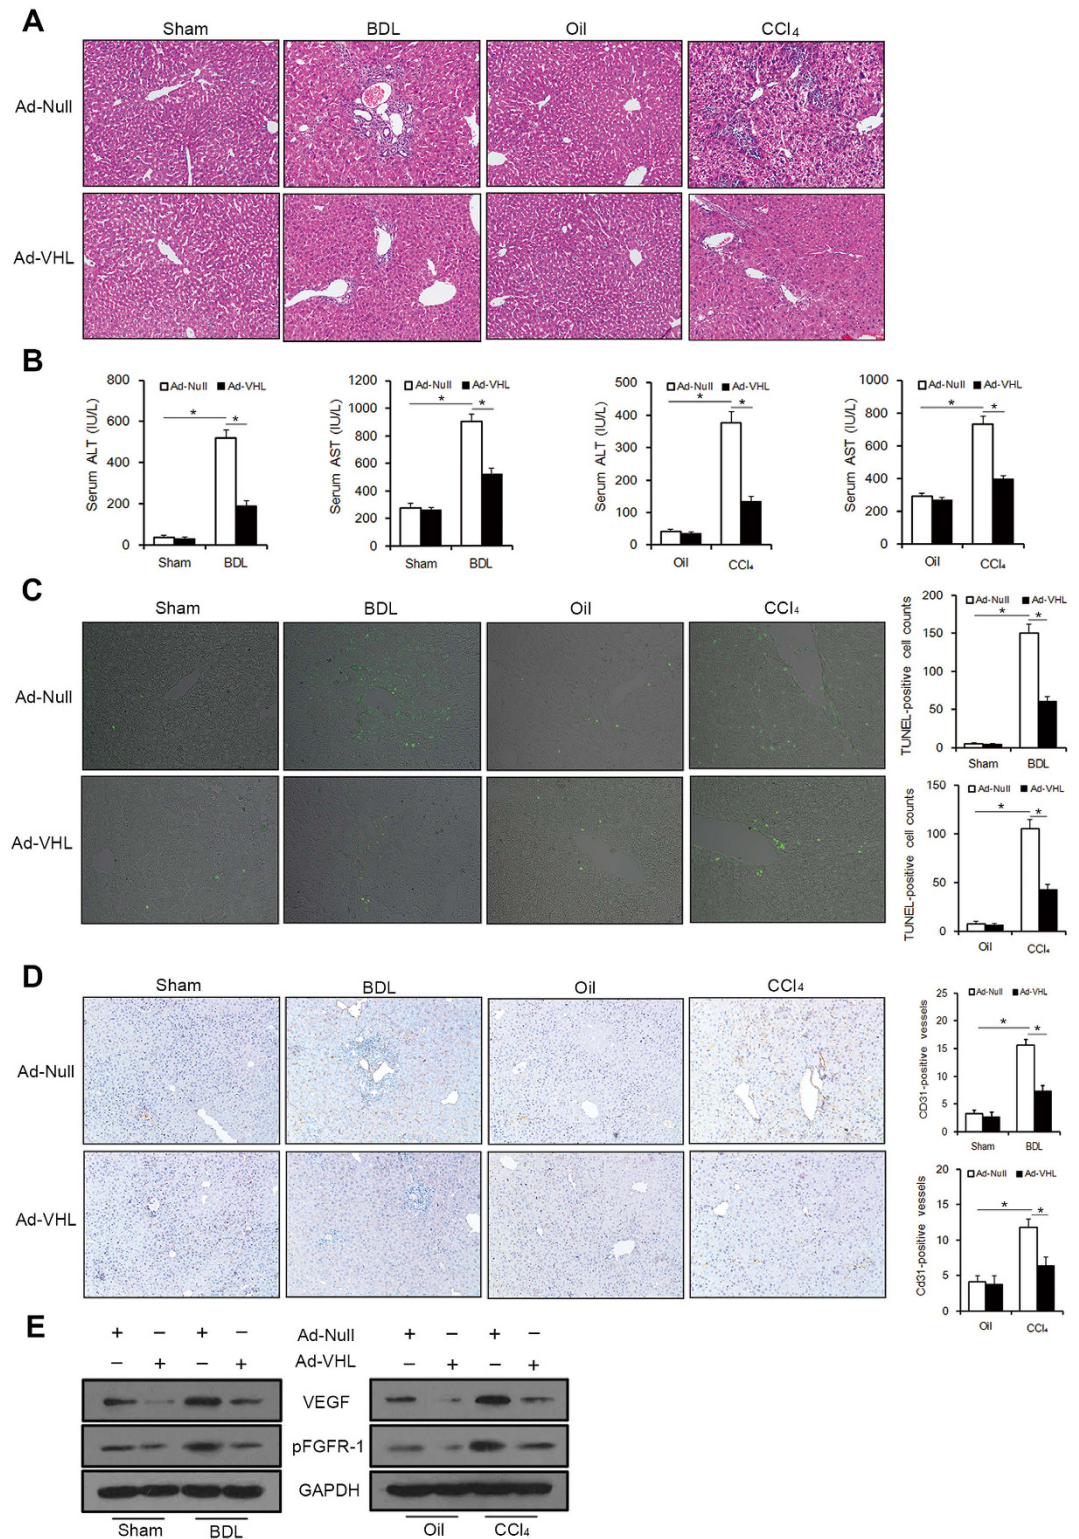 A
Sham BDL Oil CCl₄
Ad-Null
Ad-VHL
B
800
600
400
200
0
Serum ALT (IU/L)
Ad-Null Ad-VHL
*
*
Sham BDL
1200
1000
800
600
400
200
0
Serum AST (IU/L)
Ad-Null Ad-VHL
*
*
Sham BDL
500
400
300
200
100
0
Serum ALT (IU/L)
Ad-Null Ad-VHL
*
*
Oil CCl₄
1000
800
600
400
200
0
Serum AST (IU/L)
Ad-Null Ad-VHL
*
*
Oil CCl₄
C
Sham BDL Oil CCl₄
Ad-Null
Ad-VHL
200
150
100
50
0
TUNEL-positive cell counts
Ad-Null Ad-VHL
*
*
Sham BDL
150
100
50
0
TUNEL-positive cell counts
Ad-Null Ad-VHL
*
*
Oil CCl₄
D
Sham BDL Oil CCl₄
Ad-Null
Ad-VHL
25
20
15
10
5
0
CD31-positive vessels
Ad-Null Ad-VHL
*
*
Sham BDL
20
15
10
5
0
Cd31-positive vessels
Ad-Null Ad-VHL
*
*
Oil CCl₄
E
+ − + − Ad-Null + − + −
− + − + Ad-VHL − + − +
VEGF
pFGFR-1
GAPDH
Sham BDL Oil CCl₄